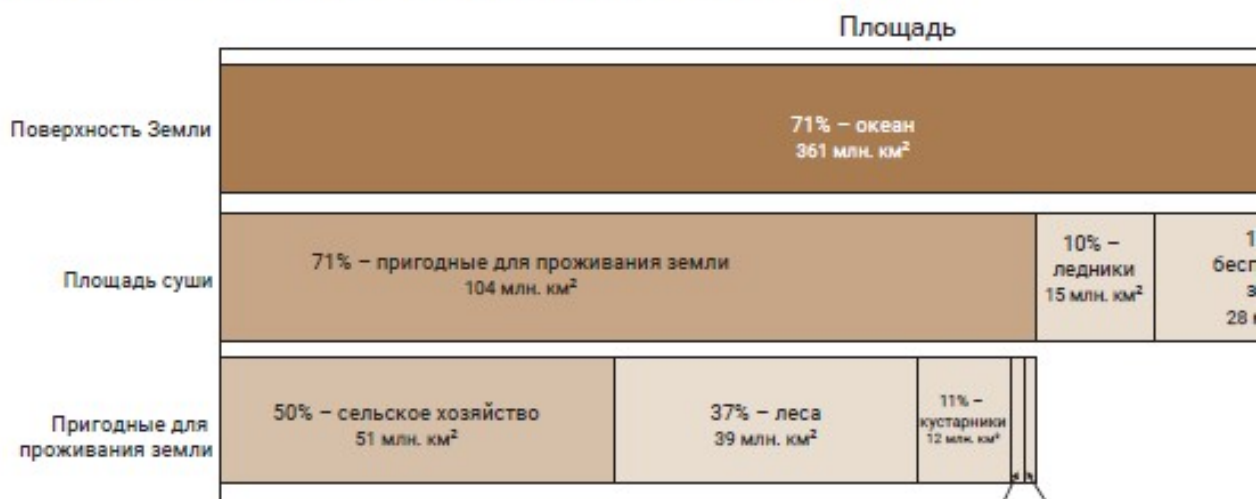 Площадь
Поверхность Земли
71% – океан
361 млн. км²
Площадь суши
71% – пригодные для проживания земли
104 млн. км²
10% –
ледники
15 млн. км²
28
Пригодные для
проживания земли
50% – сельское хозяйство
51 млн. км²
37% – леса
39 млн. км²
11% –
кустарники
12 млн. км²